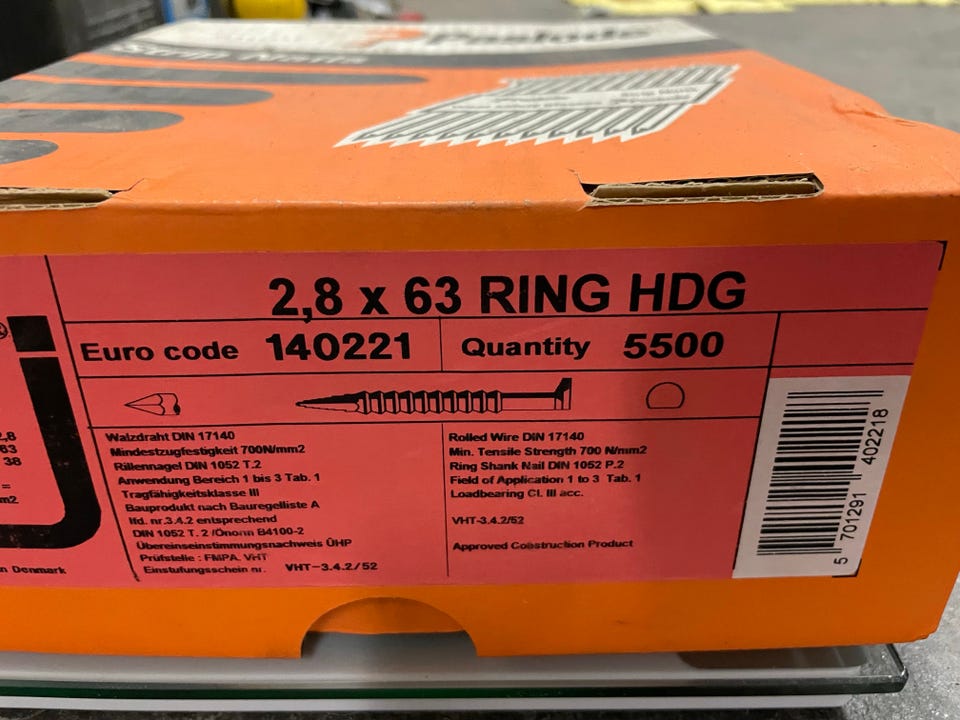 Paslode
Strip Nails
2,8 x 63 RING HDG
Euro code 140221
Quantity 5500
®
2,8
63
38
=
m2
n Denmark
Walzdraht DIN 17140
Mindestzugfestigkeit 700N/mm2
Rillennagel DIN 1052 T.2
Anwendung Bereich 1 bis 3 Tab. 1
Tragfähigkeitsklasse III
Bauprodukt nach Bauregelliste A
lfd. nr.3.4.2 entsprechend
DIN 1052 T. 2 /Önorm B4100-2
Übereinseinstimmungsnachweis ÜHP
Prüfstelle : FMPA. VHT
Einstufungsschein nr. VHT-3.4.2/52
Rolled Wire DIN 17140
Min. Tensile Strength 700 N/mm2
Ring Shank Nail DIN 1052 P.2
Field of Application 1 to 3 Tab. 1
Loadbearing Cl. III acc.
VHT-3.4.2/52
Approved Construction Product
5 701291 402218